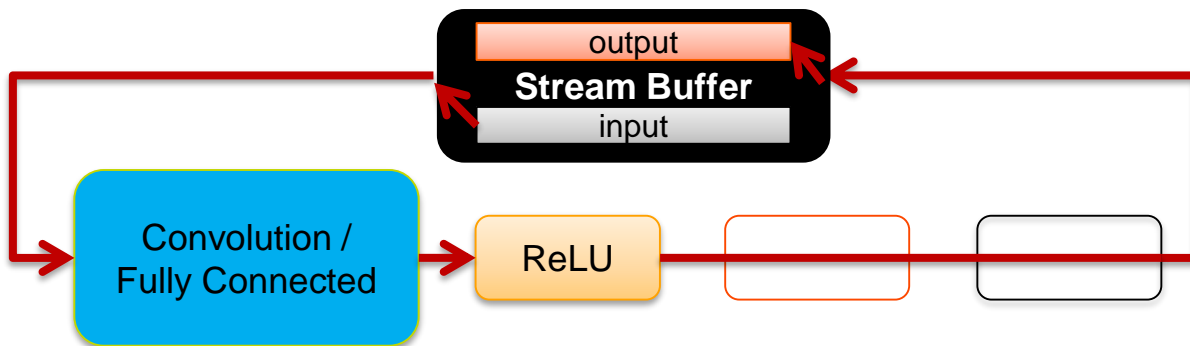 output
Stream Buffer
input
Convolution /
Fully Connected
ReLU